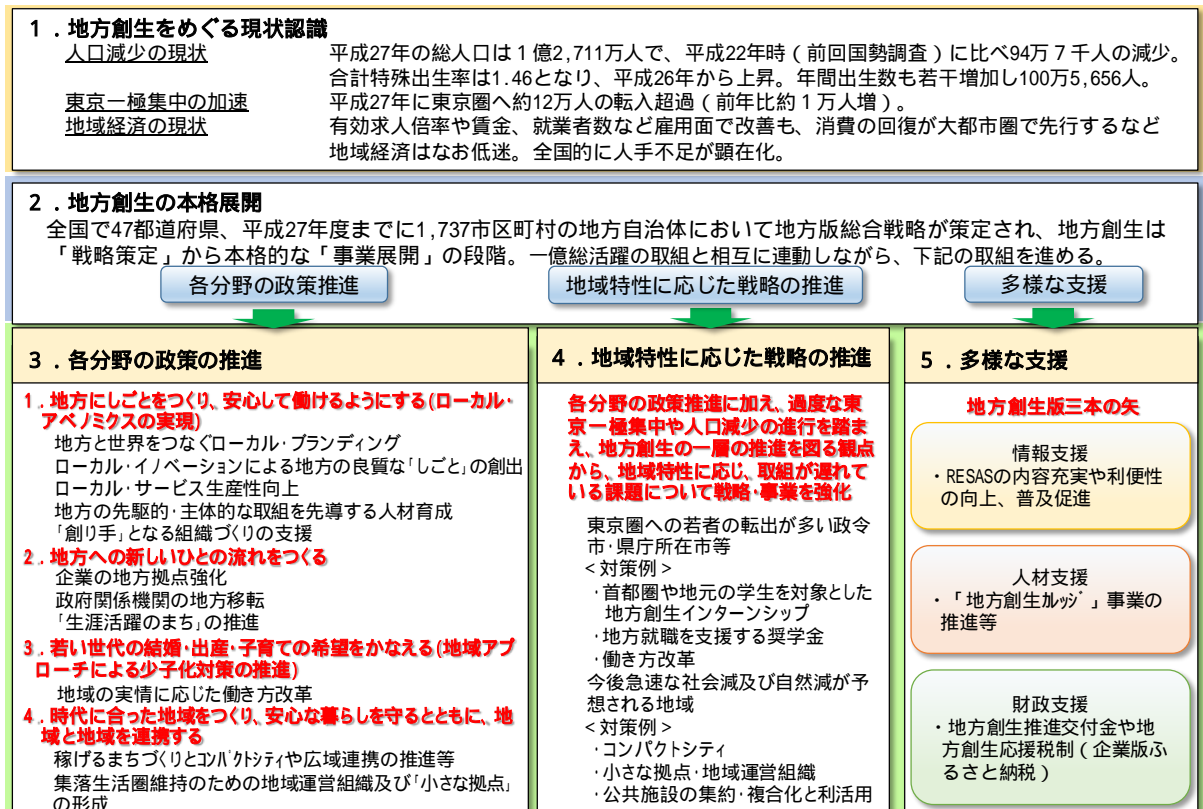 １．地方創生をめぐる現状認識
人口減少の現状 平成27年の総人口は１億2,711万人で、平成22年時（前回国勢調査）に比べ94万７千人の減少。
合計特殊出生率は1.46となり、平成26年から上昇。年間出生数も若干増加し100万5,656人。
東京一極集中の加速 平成27年に東京圏へ約12万人の転入超過（前年比約１万人増）。
地域経済の現状 有効求人倍率や賃金、就業者数など雇用面で改善も、消費の回復が大都市圏で先行するなど
地域経済はなお低迷。全国的に人手不足が顕在化。
２．地方創生の本格展開
全国で47都道府県、平成27年度までに1,737市区町村の地方自治体において地方版総合戦略が策定され、地方創生は
「戦略策定」から本格的な「事業展開」の段階。一億総活躍の取組と相互に連動しながら、下記の取組を進める。
各分野の政策推進
地域特性に応じた戦略の推進
多様な支援
３．各分野の政策の推進
１．地方にしごとをつくり、安心して働けるようにする(ローカル・
アベノミクスの実現)
地方と世界をつなぐローカル・ブランディング
ローカル・イノベーションによる地方の良質な「しごと」の創出
ローカル・サービス生産性向上
地方の先駆的・主体的な取組を先導する人材育成
「創り手」となる組織づくりの支援
２．地方への新しいひとの流れをつくる
企業の地方拠点強化
政府関係機関の地方移転
「生涯活躍のまち」の推進
３．若い世代の結婚・出産・子育ての希望をかなえる(地域アプ
ローチによる少子化対策の推進)
地域の実情に応じた働き方改革
４．時代に合った地域をつくり、安心な暮らしを守るとともに、地
域と地域を連携する
稼げるまちづくりとコンパクトシティや広域連携の推進等
集落生活圏維持のための地域運営組織及び「小さな拠点」
の形成
４．地域特性に応じた戦略の推進
各分野の政策推進に加え、過度な東
京一極集中や人口減少の進行を踏ま
え、地方創生の一層の推進を図る観点
から、地域特性に応じ、取組が遅れて
いる課題について戦略・事業を強化
東京圏への若者の転出が多い政令
市・県庁所在市等
＜対策例＞
・首都圏や地元の学生を対象とした
地方創生インターンシップ
・地方就職を支援する奨学金
・働き方改革
今後急速な社会減及び自然減が予
想される地域
＜対策例＞
・コンパクトシティ
・小さな拠点・地域運営組織
・公共施設の集約・複合化と利活用
５．多様な支援
地方創生版三本の矢
情報支援
・RESASの内容充実や利便性
の向上、普及促進
人材支援
・「地方創生ｶﾚｯｼﾞ」事業の
推進等
財政支援
・地方創生推進交付金や地
方創生応援税制（企業版ふ
るさと納税）